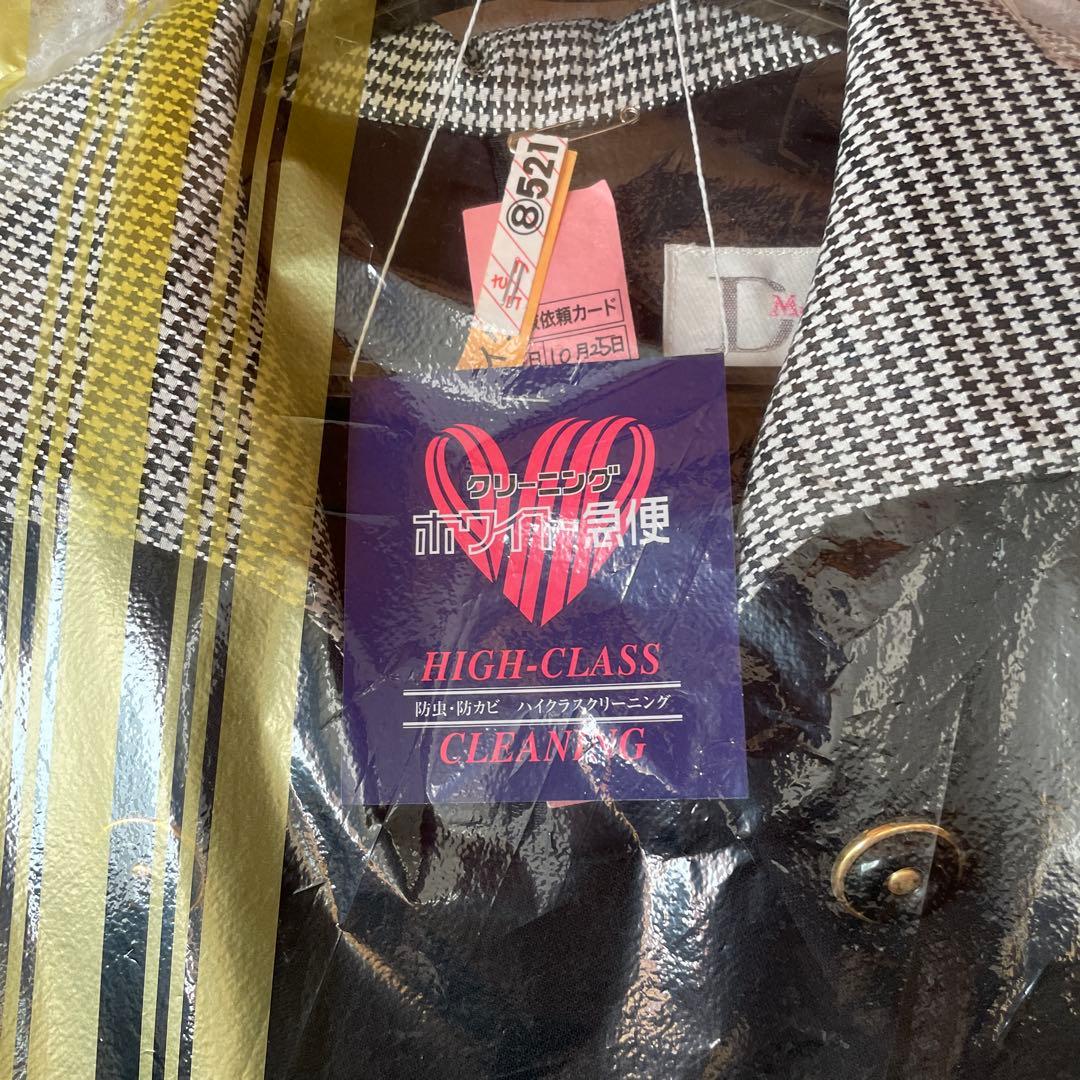 ⑧521
依頼カード
日10月25日
D
M
クリーニング
ホワイト急便
HIGH-CLASS
防虫・防カビ ハイクラスクリーニング
CLEANING